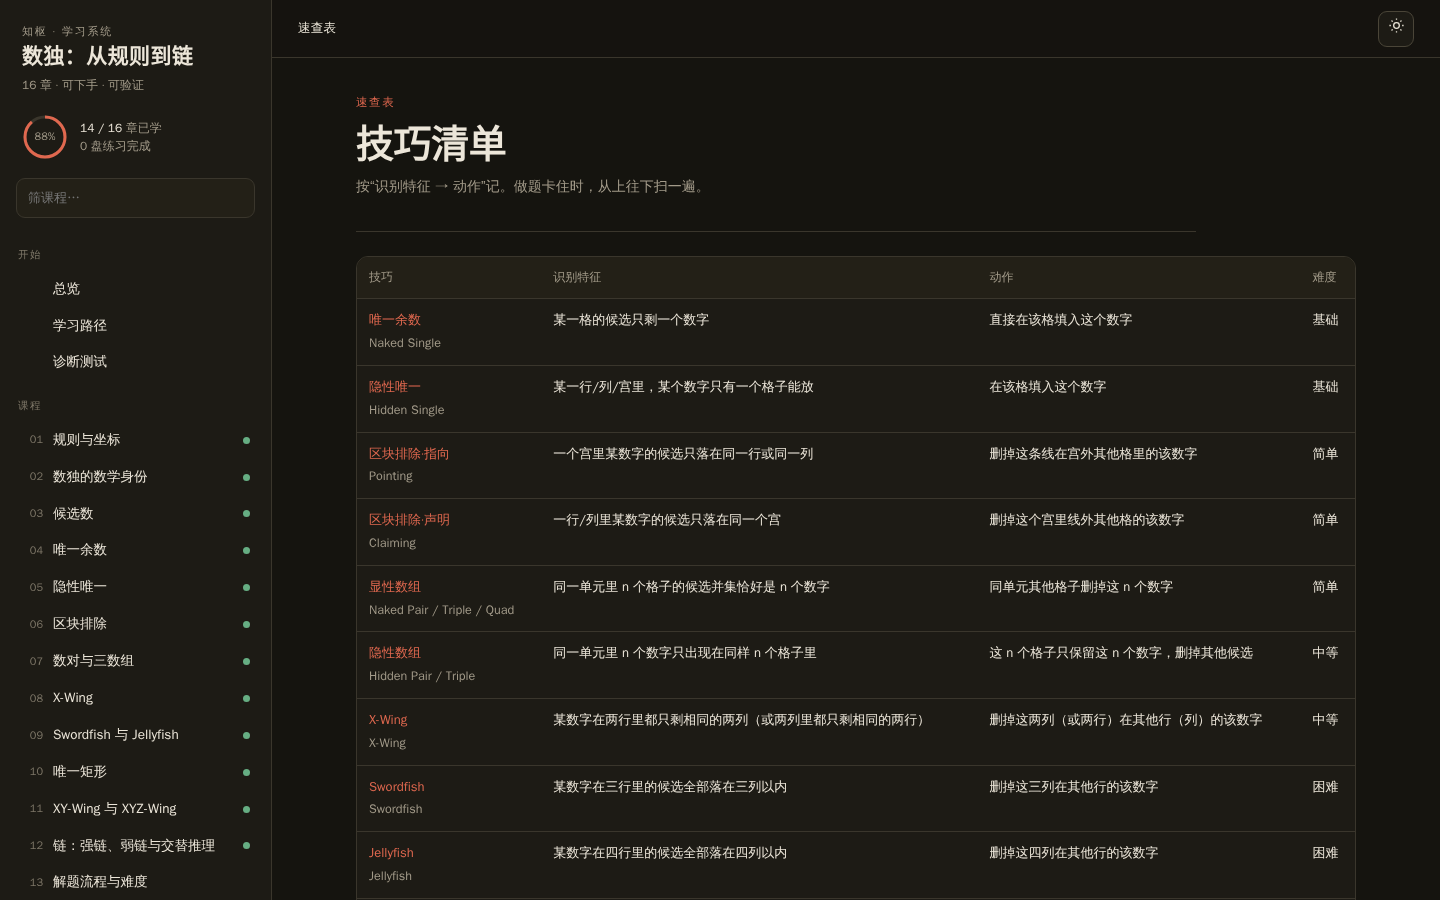 知枢 · 学习系统
数独：从规则到链
16 章 · 可下手 · 可验证
88%
14 / 16 章已学
0 盘练习完成
筛课程…
开始
总览
学习路径
诊断测试
课程
01 规则与坐标
02 数独的数学身份
03 候选数
04 唯一余数
05 隐性唯一
06 区块排除
07 数对与三数组
08 X-Wing
09 Swordfish 与 Jellyfish
10 唯一矩形
11 XY-Wing 与 XYZ-Wing
12 链：强链、弱链与交替推理
13 解题流程与难度
速查表
速查表
技巧清单
按“识别特征 → 动作”记。做题卡住时，从上往下扫一遍。
技巧 识别特征 动作 难度
唯一余数 某一格的候选只剩一个数字 直接在该格填入这个数字 基础
Naked Single
隐性唯一 某一行/列/宫里，某个数字只有一个格子能放 在该格填入这个数字 基础
Hidden Single
区块排除·指向 一个宫里某数字的候选只落在同一行或同一列 删掉这条线在宫外其他格里的该数字 简单
Pointing
区块排除·声明 一行/列里某数字的候选只落在同一个宫 删掉这个宫里线外其他格的该数字 简单
Claiming
显性数组 同一单元里 n 个格子的候选并集恰好是 n 个数字 同单元其他格子删掉这 n 个数字 简单
Naked Pair / Triple / Quad
隐性数组 同一单元里 n 个数字只出现在同样 n 个格子里 这 n 个格子只保留这 n 个数字，删掉其他候选 中等
Hidden Pair / Triple
X-Wing 某数字在两行里都只剩相同的两列（或两列里都只剩相同的两行） 删掉这两列（或两行）在其他行（列）的该数字 中等
X-Wing
Swordfish 某数字在三行里的候选全部落在三列以内 删掉这三列在其他行的该数字 困难
Swordfish
Jellyfish 某数字在四行里的候选全部落在四列以内 删掉这四列在其他行的该数字 困难
Jellyfish